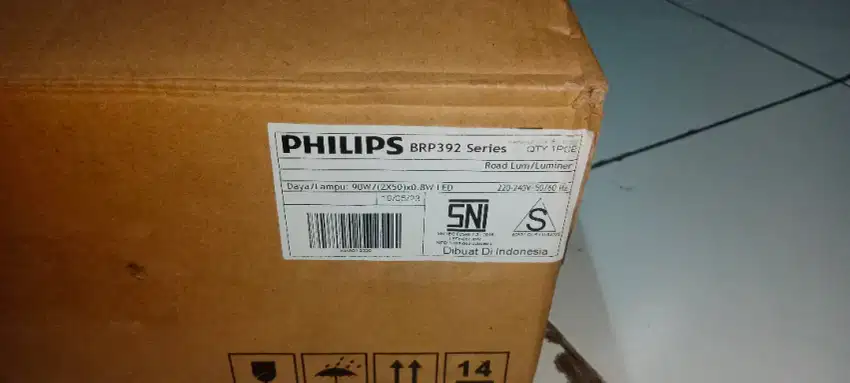 PHILIPS BRP392 Series QTY 1PCE
Road Lum/Luminer
Daya/Lampu: 90W/(2X50)x0.8W LED 220-240V-50/60 Hz
SNI
S
Dibuat Di Indonesia
14